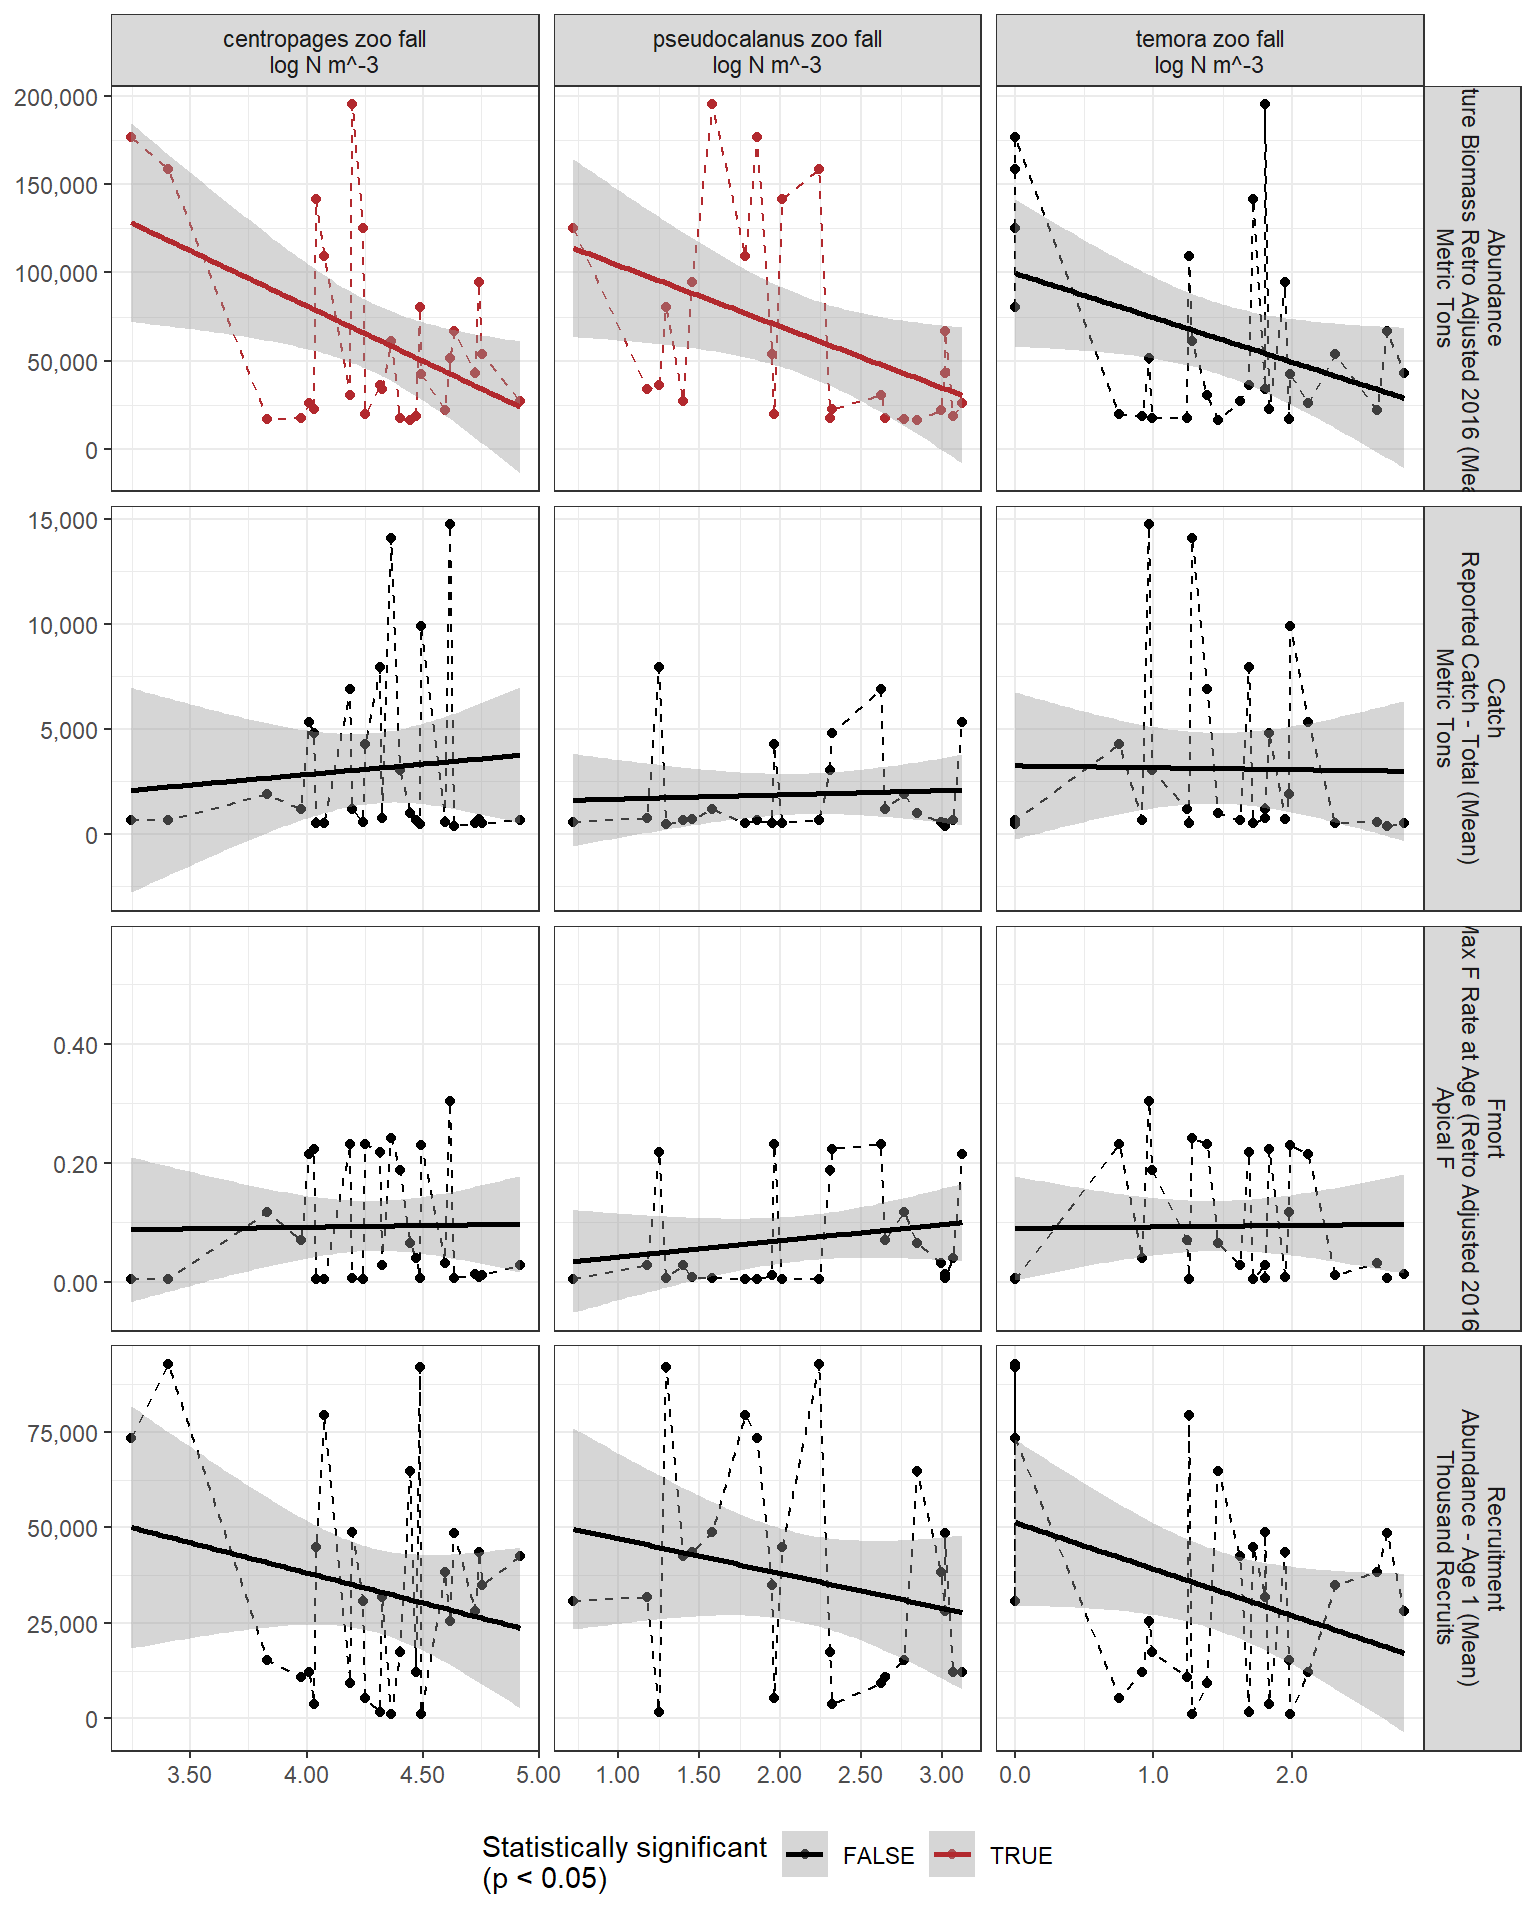 centropages zoo fall
log N m^-3
pseudocalanus zoo fall
log N m^-3
temora zoo fall
log N m^-3
200,000
150,000
100,000
50,000
0
Abundance
ture Biomass Retro Adjusted 2016 (Mea
Metric Tons
15,000
10,000
5,000
0
Catch
Reported Catch - Total (Mean)
Metric Tons
0.40
0.20
0.00
Fmort
Max F Rate at Age (Retro Adjusted 2016
Apical F
75,000
50,000
25,000
0
Recruitment
Abundance - Age 1 (Mean)
Thousand Recruits
3.50 4.00 4.50 5.00
1.00 1.50 2.00 2.50 3.00
0.0 1.0 2.0
Statistically significant
(p < 0.05)
FALSE
TRUE